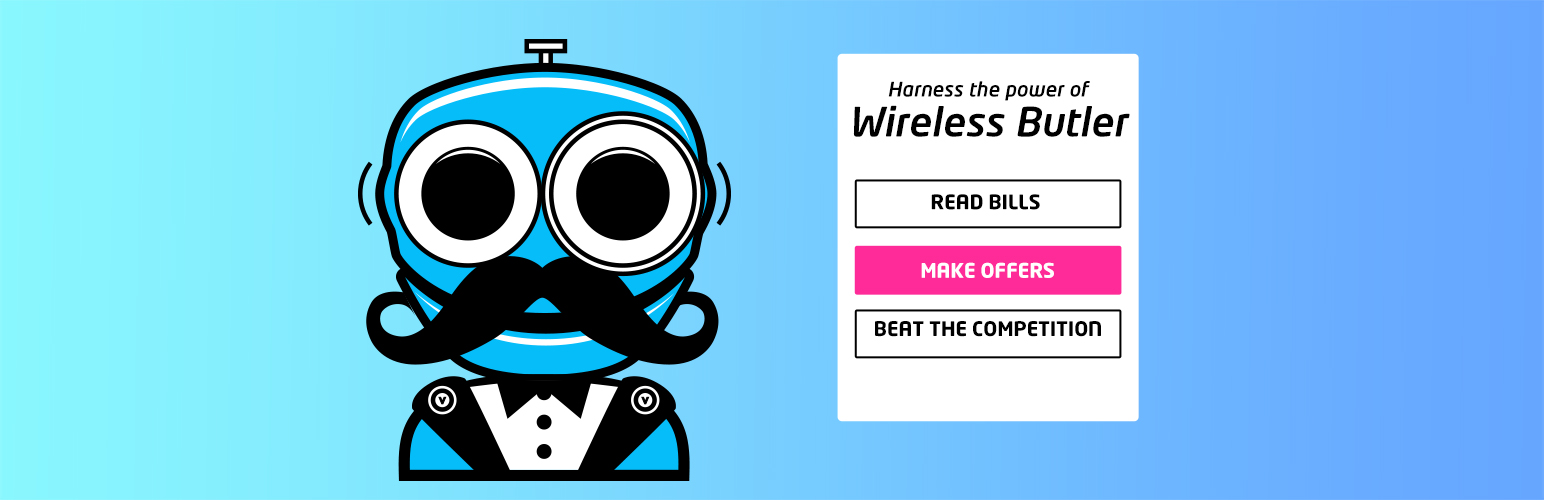 Harness the power of
Wireless Butler
READ BILLS
MAKE OFFERS
BEAT THE COMPETITION
V
V